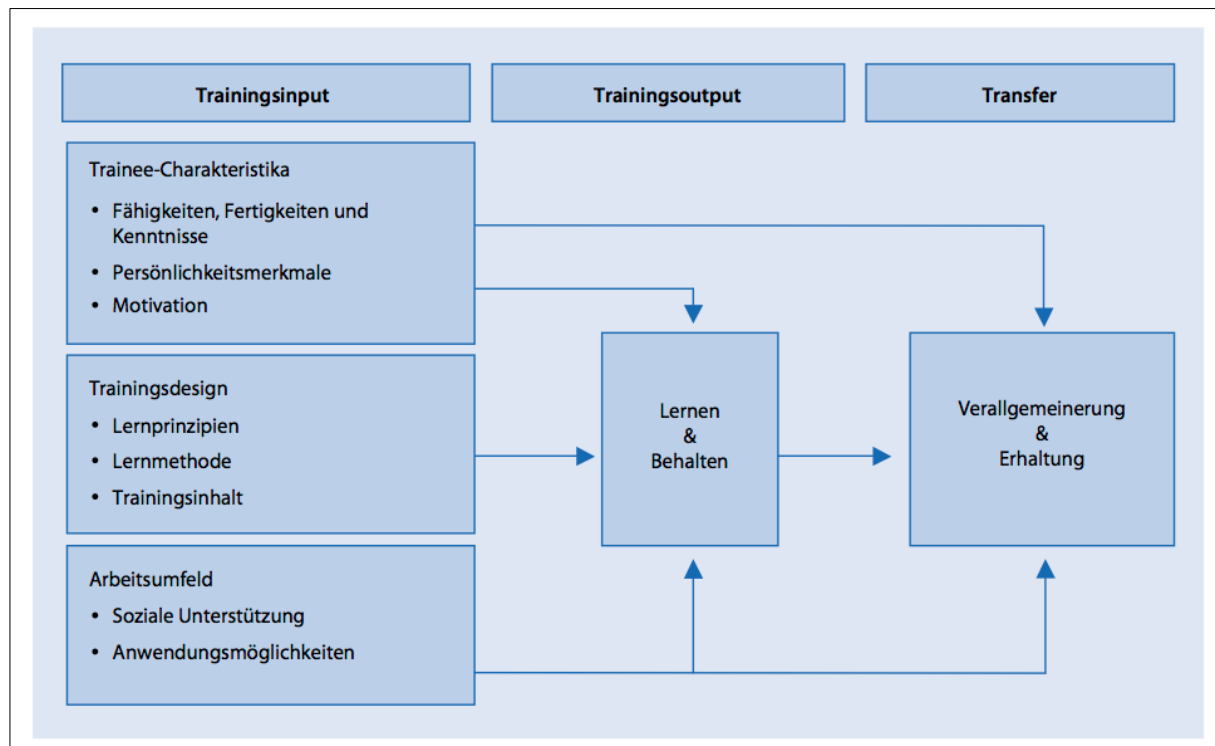 Trainingsinput
Trainingsoutput
Transfer
Trainee-Charakteristika
• Fähigkeiten, Fertigkeiten und
Kenntnisse
• Persönlichkeitsmerkmale
• Motivation
Trainingsdesign
• Lernprinzipien
• Lernmethode
• Trainingsinhalt
Arbeitsumfeld
• Soziale Unterstützung
• Anwendungsmöglichkeiten
Lernen
&
Behalten
Verallgemeinerung
&
Erhaltung